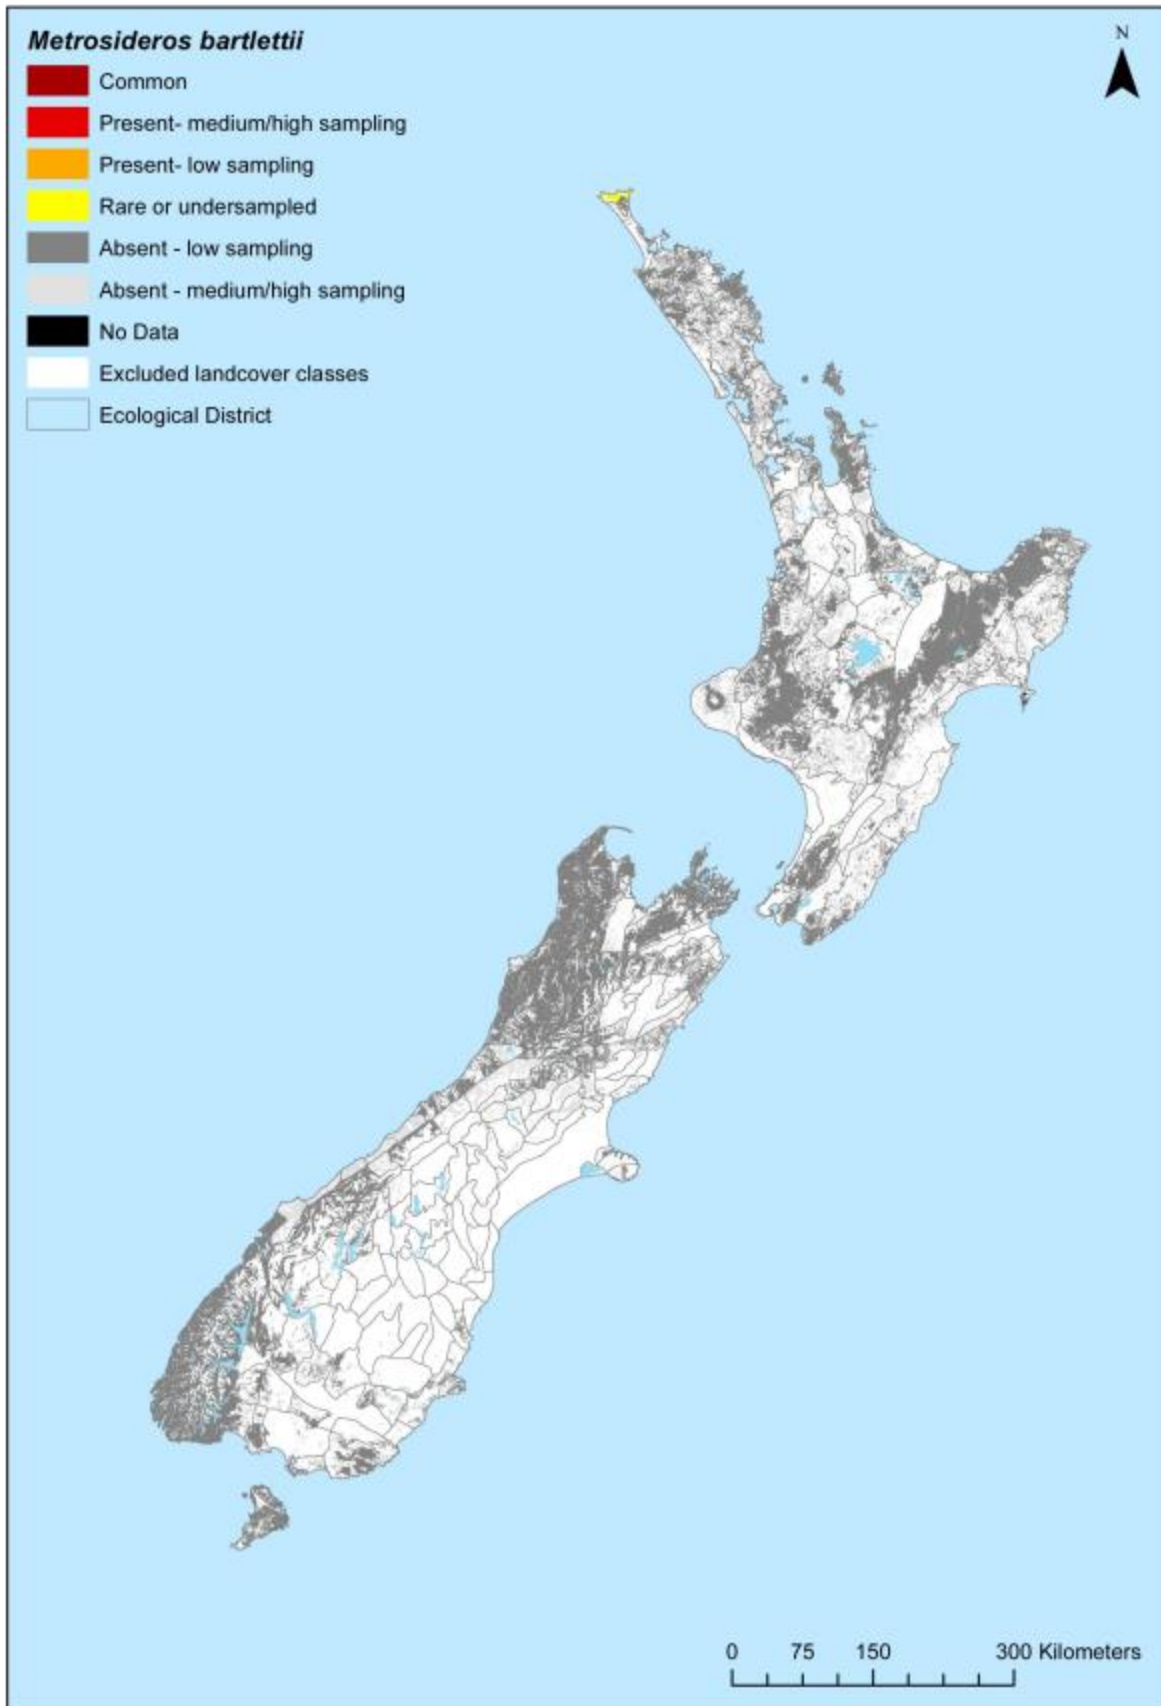 Metrosideros bartlettii
N
Common
Present- medium/high sampling
Present- low sampling
Rare or undersampled
Absent - low sampling
Absent - medium/high sampling
No Data
Excluded landcover classes
Ecological District
0 75 150 300 Kilometers